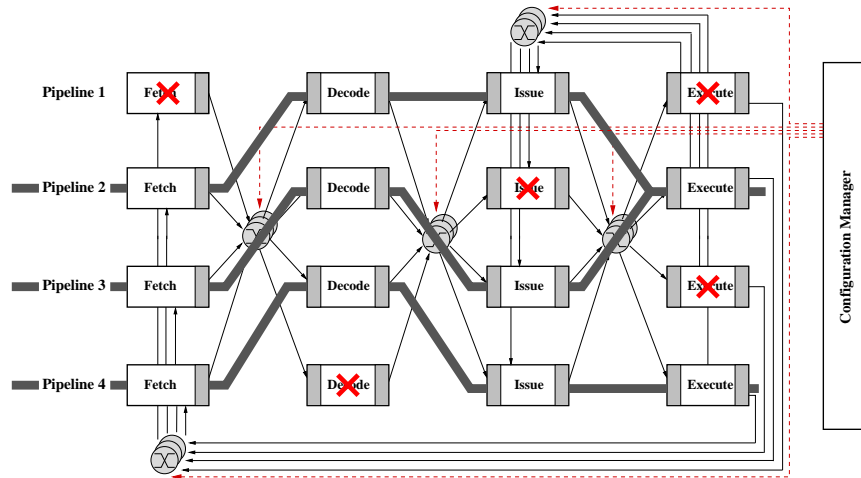 Pipeline 1
Fetch
Decode
Issue
Execute
Pipeline 2
Fetch
Decode
Issue
Execute
Pipeline 3
Fetch
Decode
Issue
Execute
Pipeline 4
Fetch
Decode
Issue
Execute
Configuration Manager